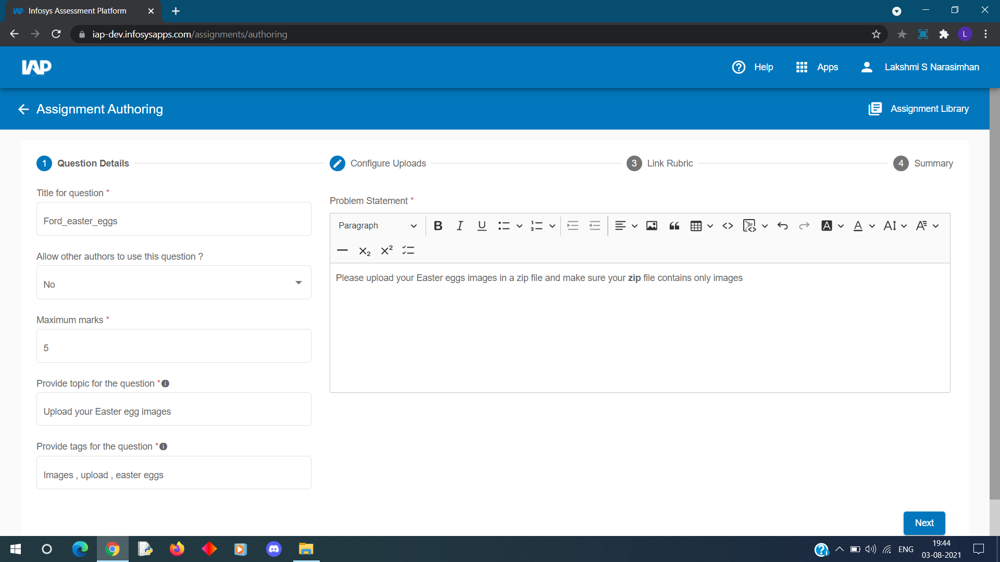 IAP Infosys Assessment Platform
iap-dev.infosysapps.com/assignments/authoring
L
IAP
Help
Apps
Lakshmi S Narasimhan
Assignment Authoring
Assignment Library
1 Question Details
Configure Uploads
3 Link Rubric
4 Summary
Title for question *
Ford_easter_eggs
Allow other authors to use this question ?
No
Maximum marks *
5
Provide topic for the question *
Upload your Easter egg images
Provide tags for the question *
Images , upload , easter eggs
Problem Statement *
Paragraph
Please upload your Easter eggs images in a zip file and make sure your zip file contains only images
Next
ENG
19:44
03-08-2021